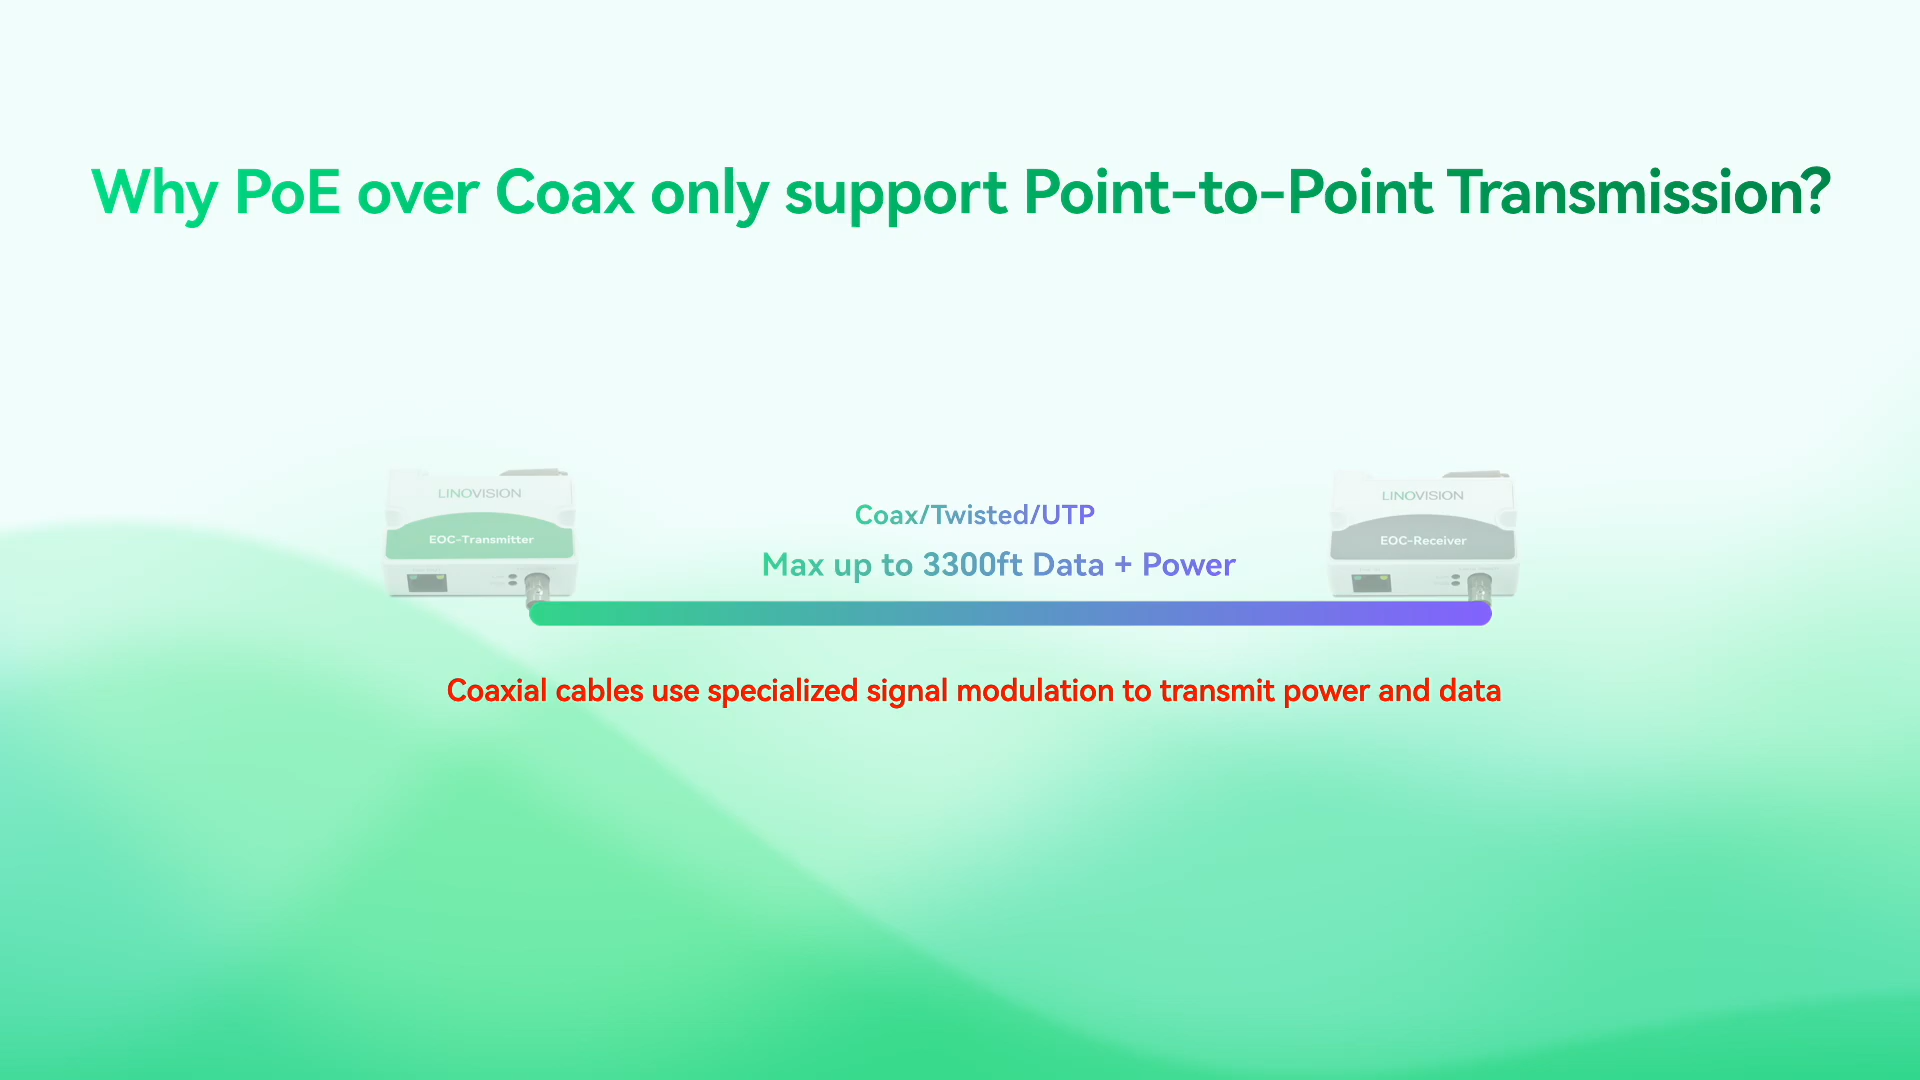 Why PoE over Coax only support Point-to-Point Transmission?
LINOVISION
EOC-Transmitter
Coax/Twisted/UTP
Max up to 3300ft Data + Power
LINOVISION
EOC-Receiver
Coaxial cables use specialized signal modulation to transmit power and data